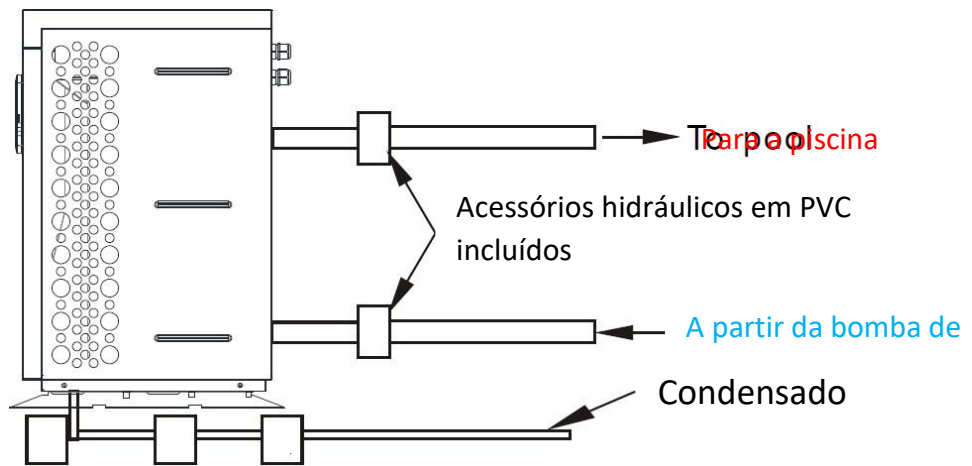 To pool
Para a piscina
Acessórios hidráulicos em PVC
incluídos
A partir da bomba de
Condensado